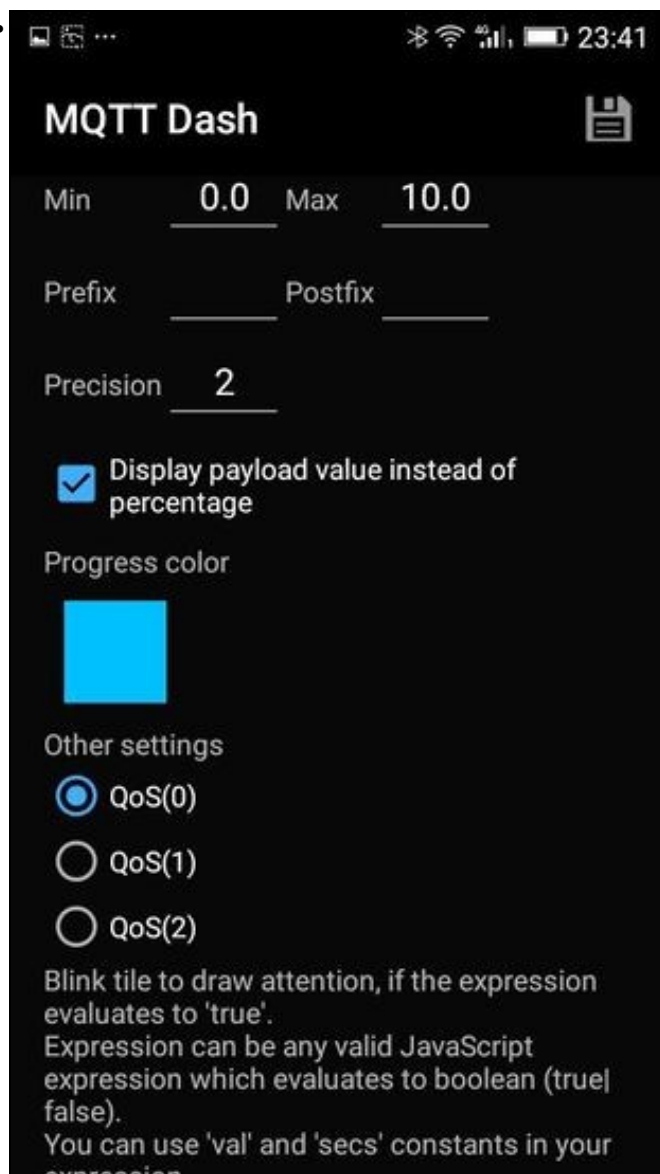 4G 23:41
MQTT Dash
Min 0.0 Max 10.0
Prefix Postfix
Precision 2
Display payload value instead of
percentage
Progress color
Other settings
QoS(0)
QoS(1)
QoS(2)
Blink tile to draw attention, if the expression
evaluates to 'true'.
Expression can be any valid JavaScript
expression which evaluates to boolean (true|
false).
You can use 'val' and 'secs' constants in your